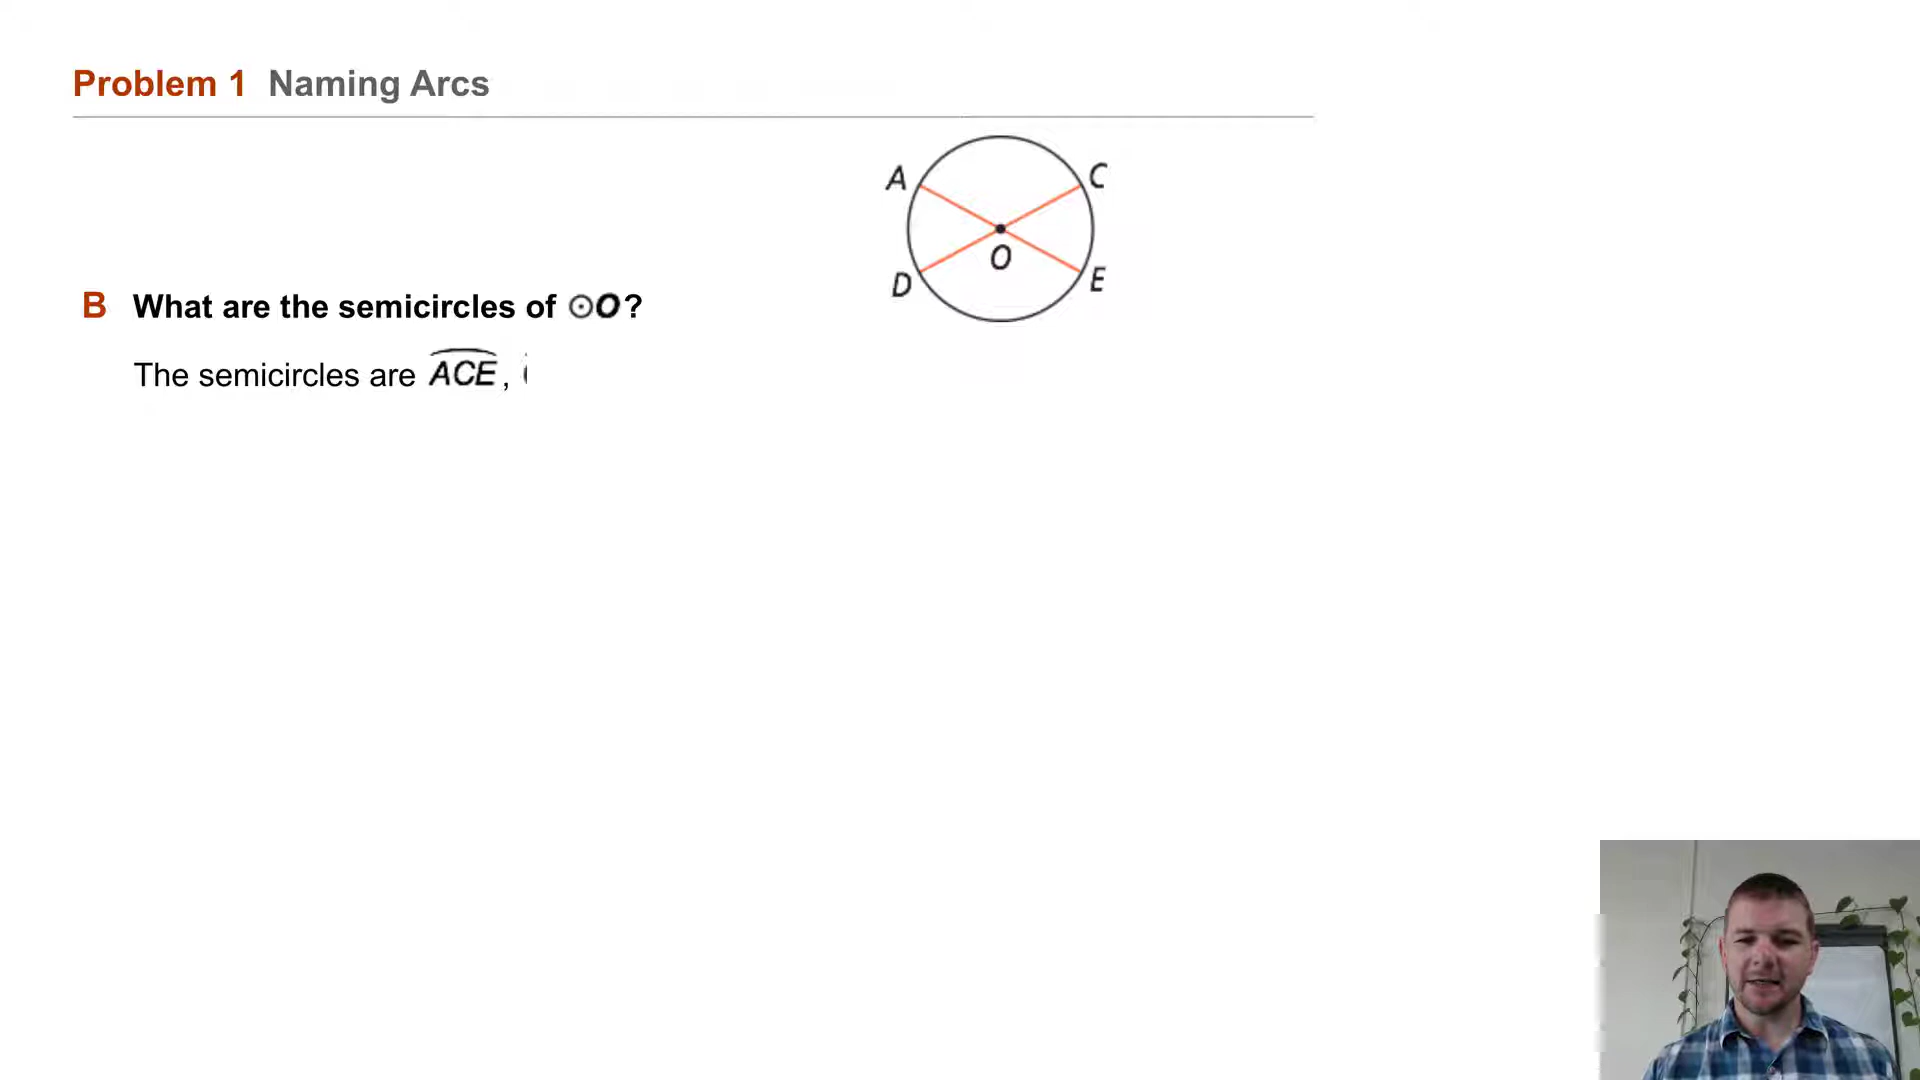 Problem 1 Naming Arcs
A
C
O
D
E
B What are the semicircles of ⊙O?
The semicircles are ACE,